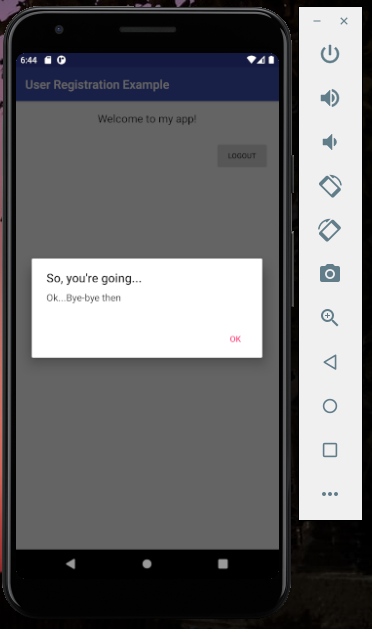 6:44
User Registration Example
Welcome to my app!
LOGOUT
So, you're going...
Ok...Bye-bye then
OK